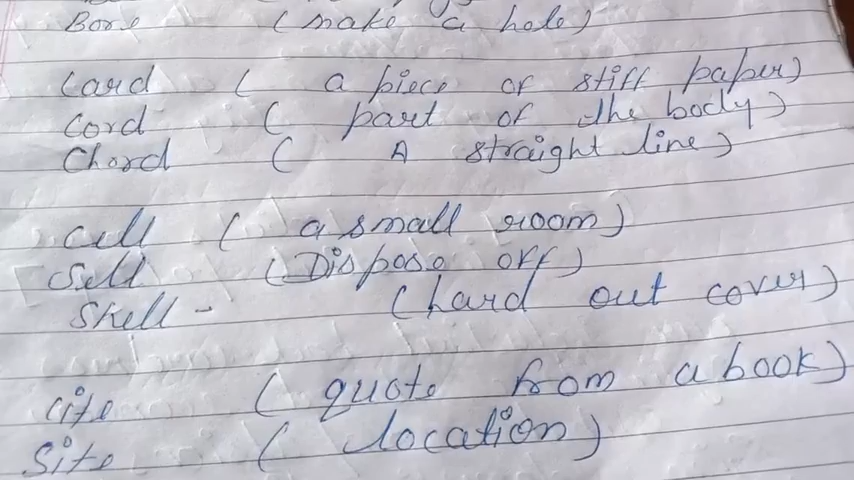 Bore (make a hole)
Card ( a piece of stiff paper)
Cord ( part of the body)
Chord ( A straight line)
Cell ( a small room)
Sell (Dispose off)
Shell - (hard out cover)
Cite ( quote from a book)
Site ( location)